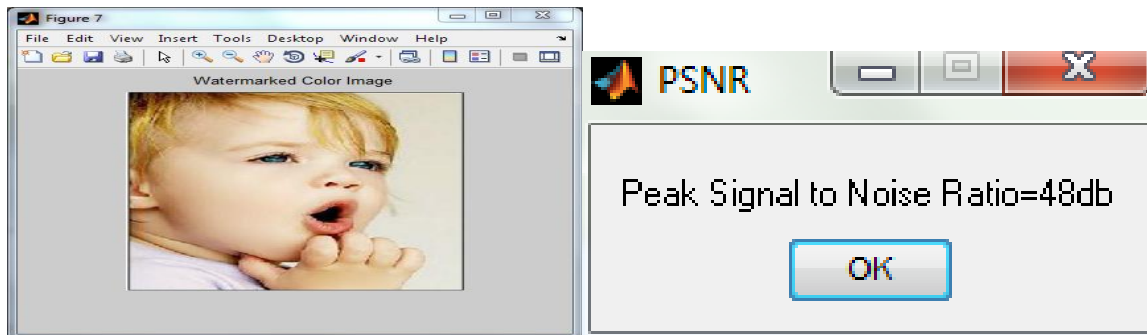 Figure 7
File Edit View Insert Tools Desktop Window Help
Watermarked Color Image
PSNR
Peak Signal to Noise Ratio=48db
OK